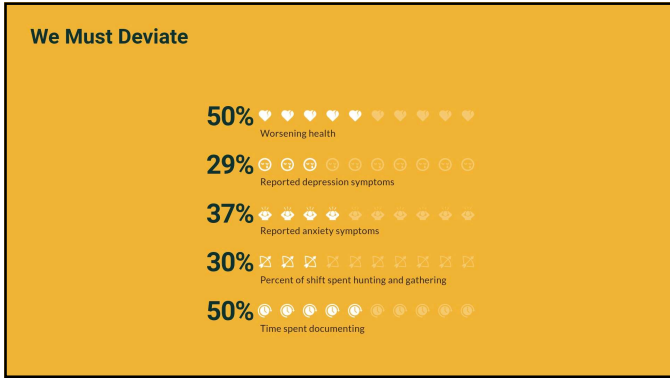 We Must Deviate
50%
Worsening health
29%
Reported depression symptoms
37%
Reported anxiety symptoms
30%
Percent of shift spent hunting and gathering
50%
Time spent documenting